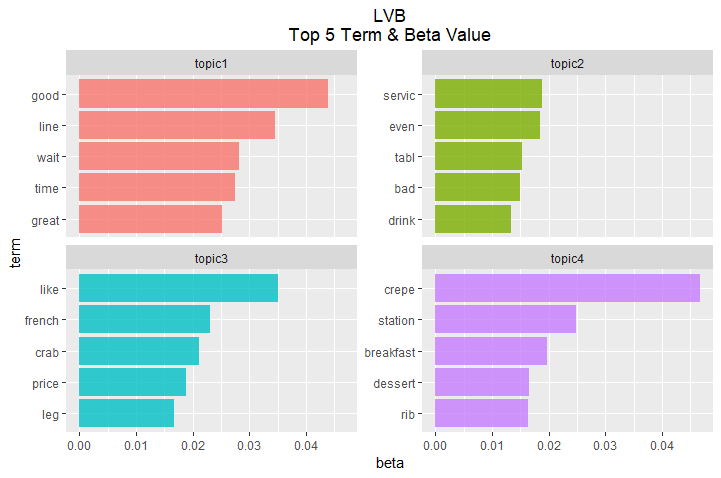 LVB
Top 5 Term & Beta Value
topic1
topic2
good
line
wait
time
great
servic
even
tabl
bad
drink
term
topic3
topic4
like
french
crab
price
leg
crepe
station
breakfast
dessert
rib
0.00 0.01 0.02 0.03 0.04
0.00 0.01 0.02 0.03 0.04
beta